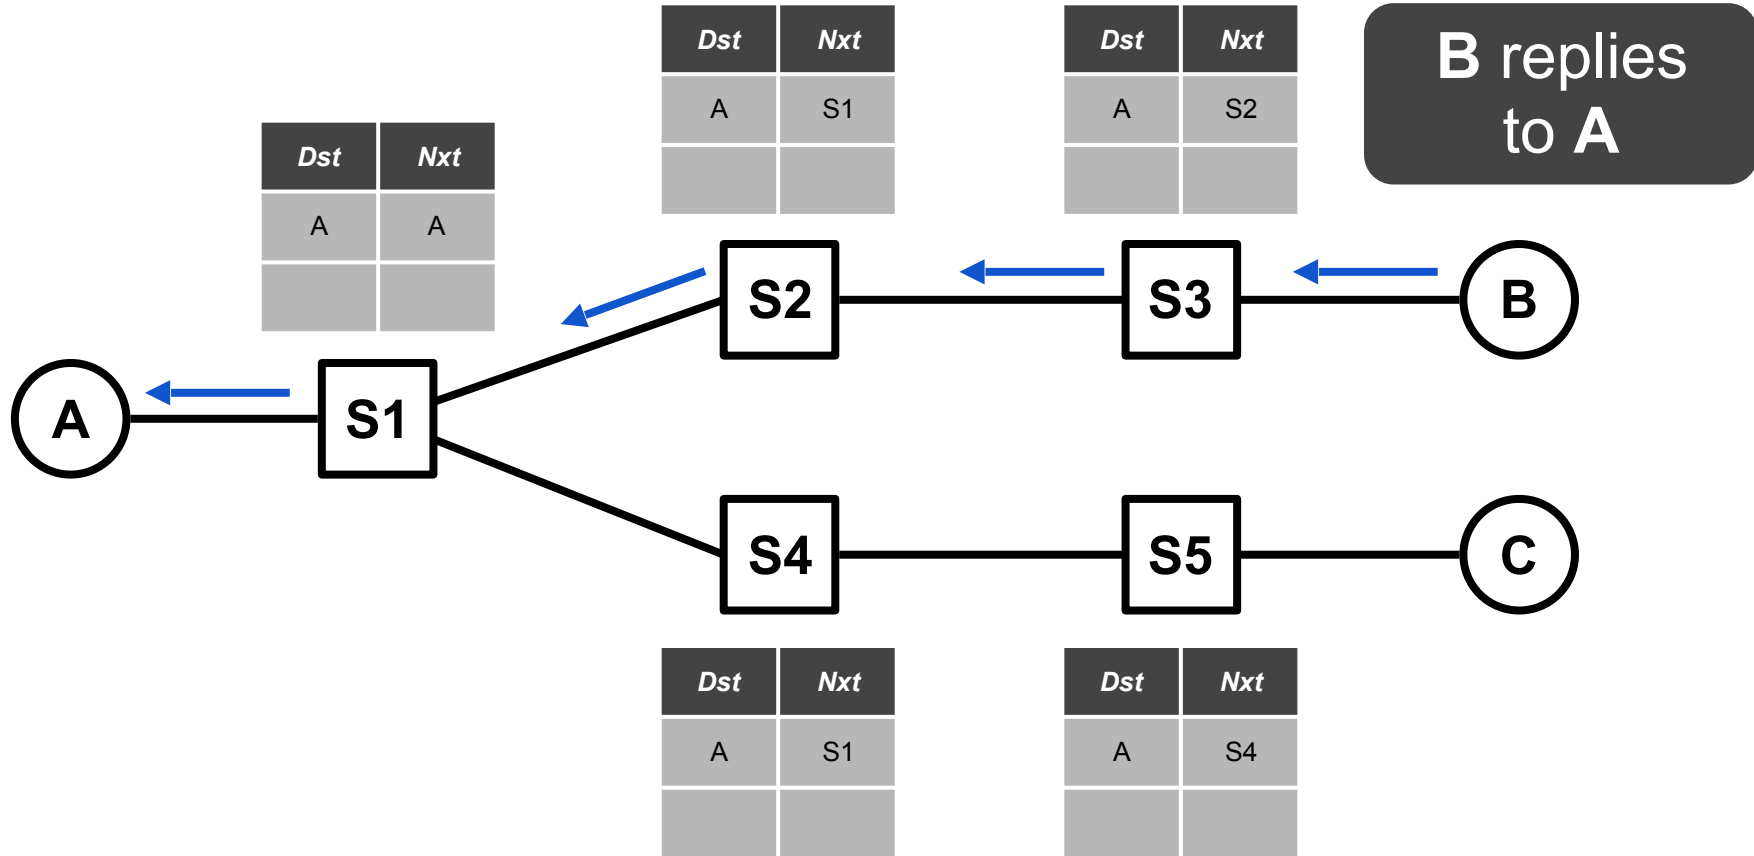 Dst Nxt
A S1
Dst Nxt
A S2
B replies
to A
Dst Nxt
A A
S2
S3
B
A
S1
S4
S5
C
Dst Nxt
A S1
Dst Nxt
A S4